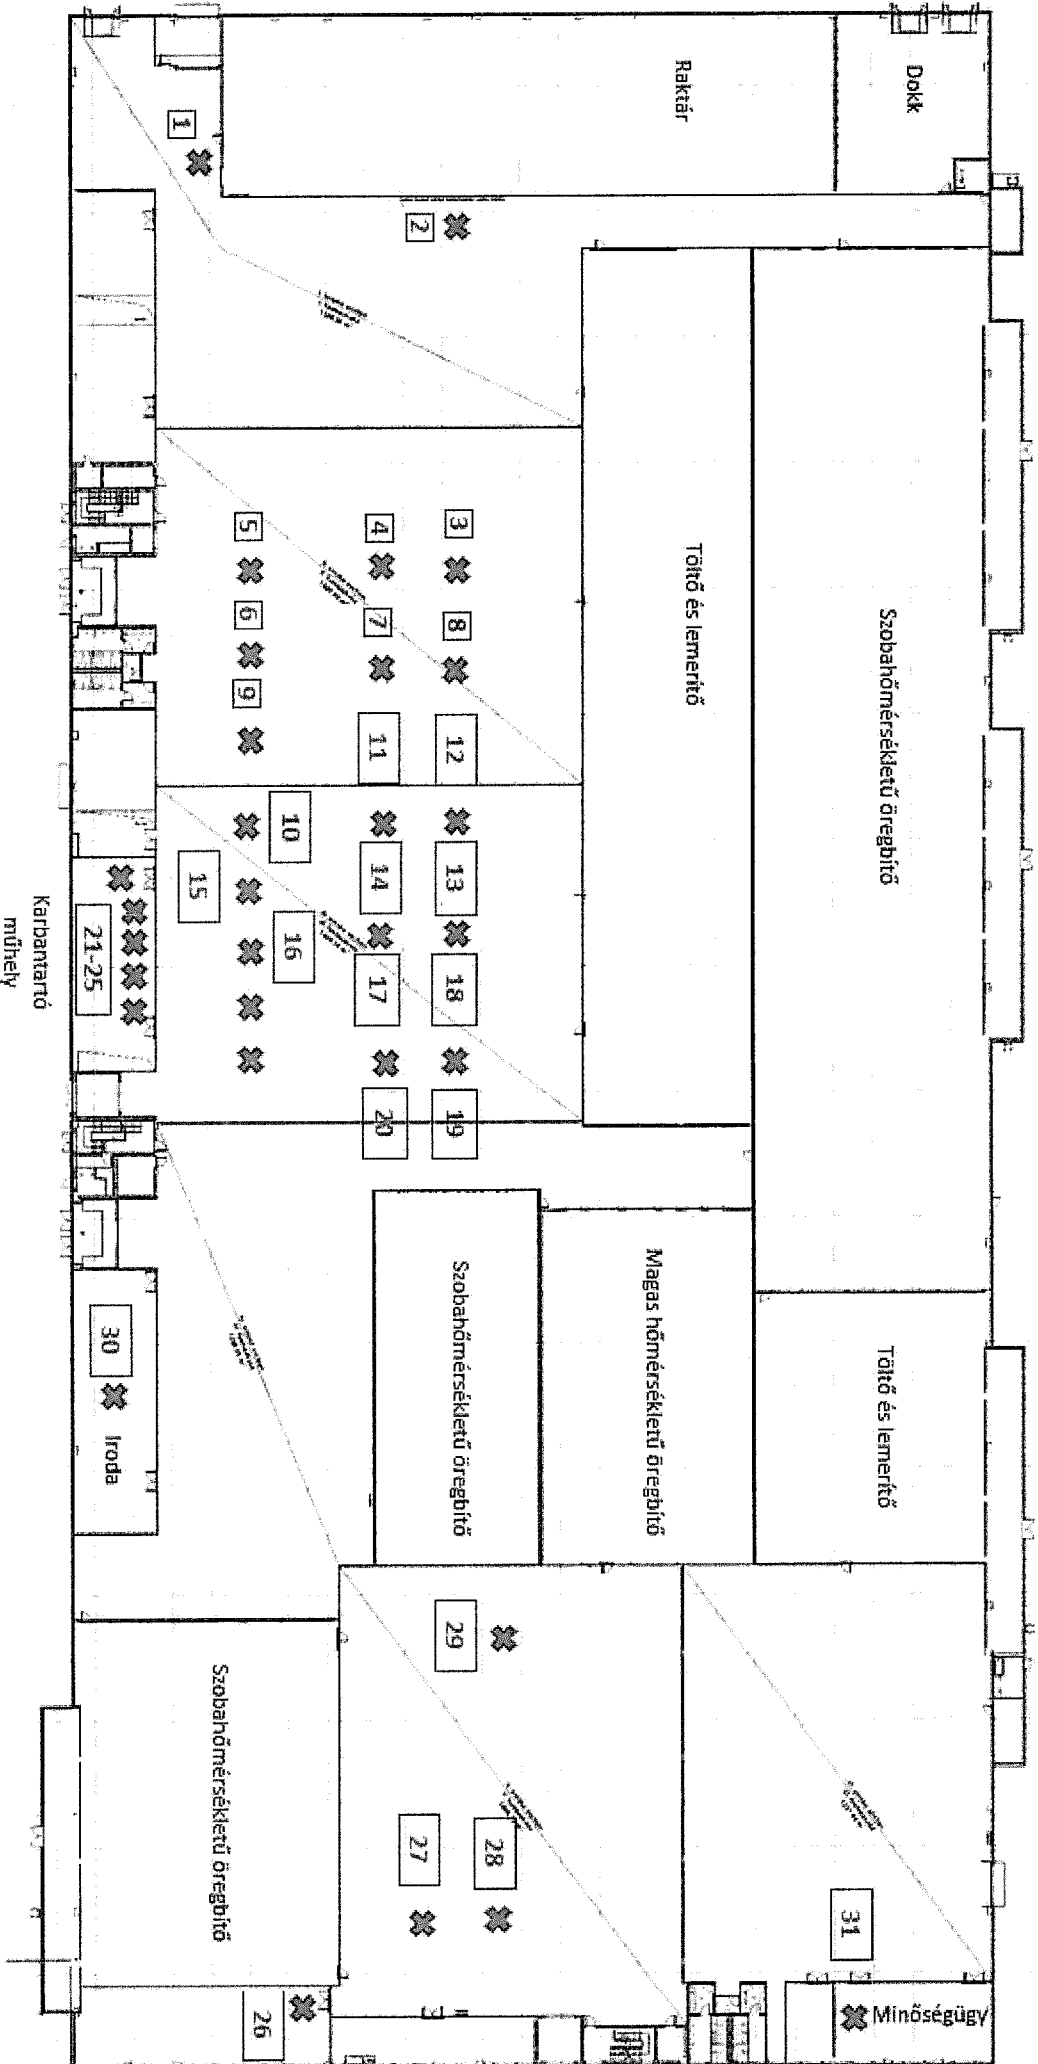 Dokk
Raktár
1
2
3
4
5
6
7
8
9
Töltő és lemerítő
Szobahőmérsékletű öregbítő
10
11
12
13
14
15
16
17
18
19
20
21-25
Karbantartó
műhely
30
Iroda
Szobahőmérsékletű öregbítő
Magas hőmérsékletű öregbítő
Töltő és lemerítő
29
27
28
31
Szobahőmérsékletű öregbítő
26
Minőségügy